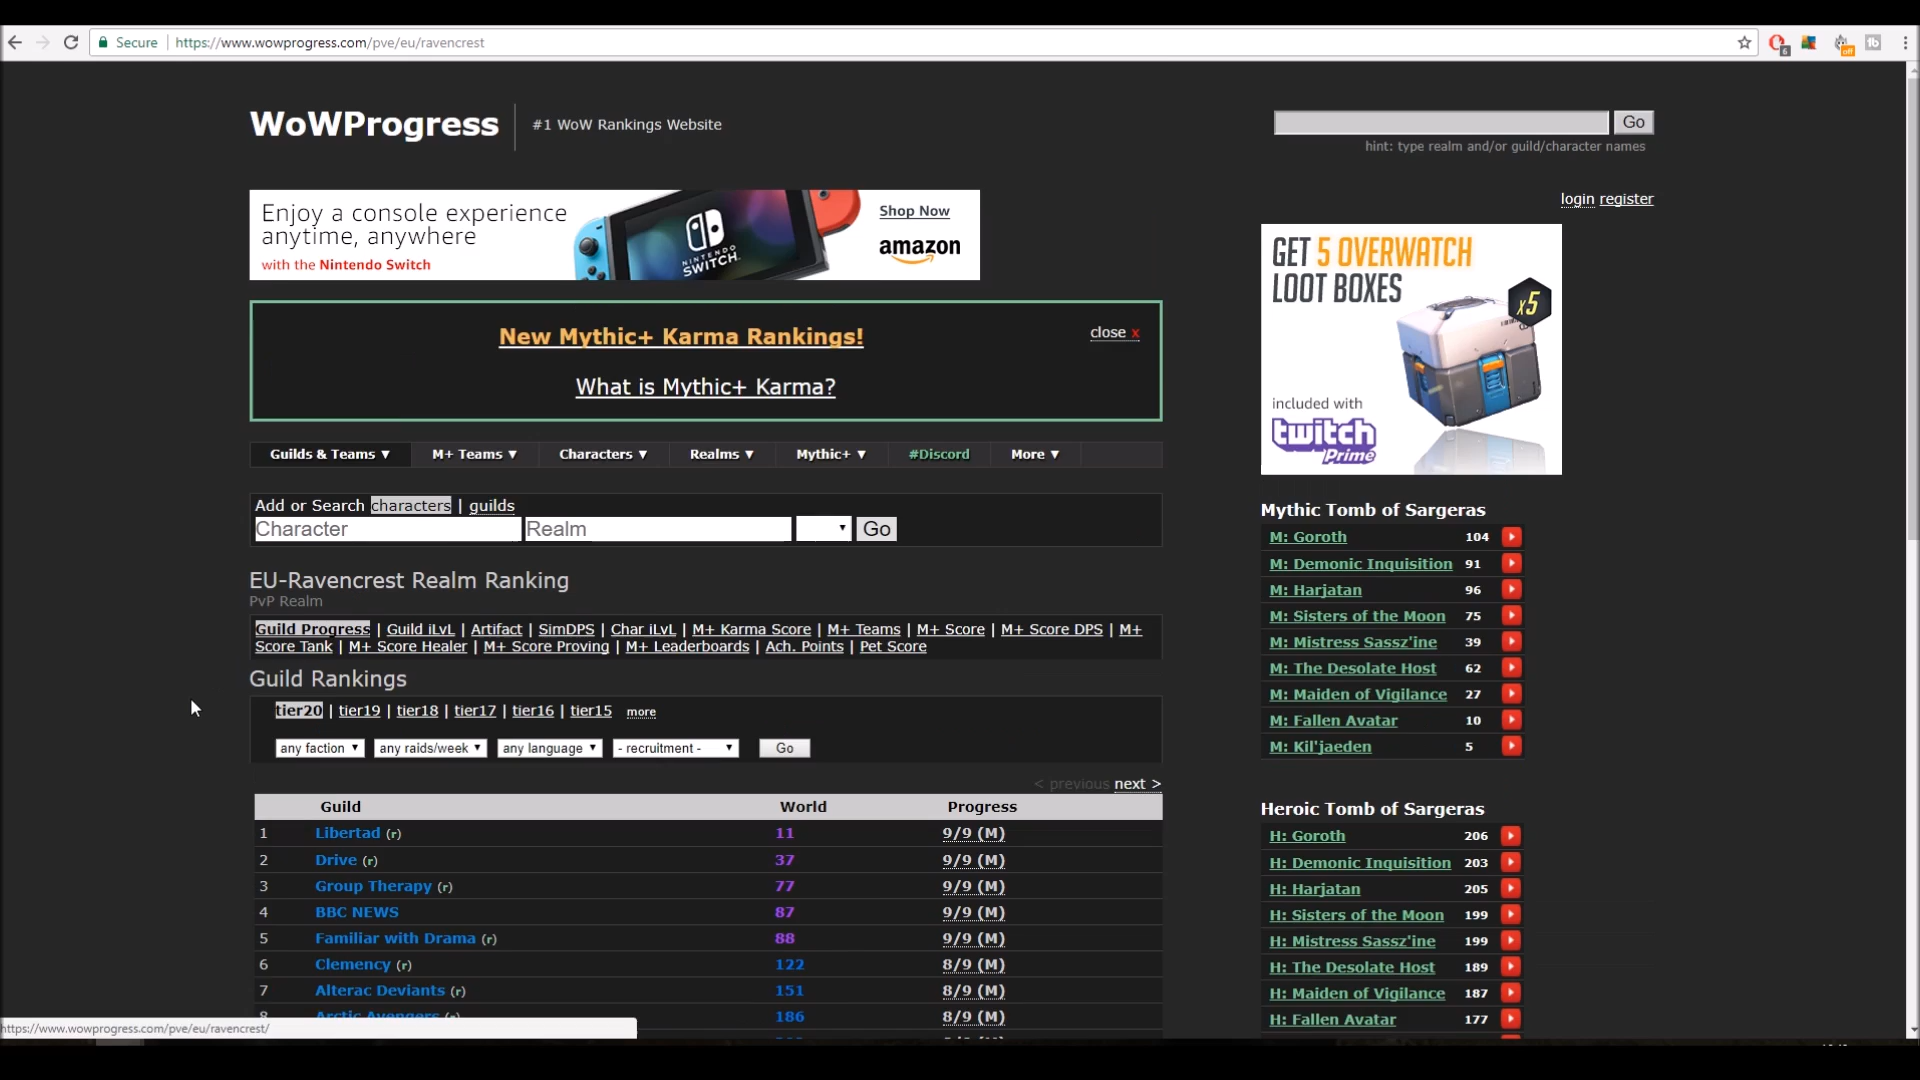 Secure https://www.wowprogress.com/pve/eu/ravencrest
6
off
WoWProgress
#1 WoW Rankings Website
Go
hint: type realm and/or guild/character names
login register
Enjoy a console experience
anytime, anywhere
with the Nintendo Switch
NINTENDO
SWITCH
Shop Now
amazon
GET 5 OVERWATCH
LOOT BOXES
x5
included with
twitch
Prime
New Mythic+ Karma Rankings!
close x
What is Mythic+ Karma?
Guilds & Teams ▼ M+ Teams ▼ Characters ▼ Realms ▼ Mythic+ ▼ #Discord More ▼
Add or Search characters | guilds
Character Realm Go
EU-Ravencrest Realm Ranking
PvP Realm
Guild Progress | Guild iLvL | Artifact | SimDPS | Char iLvL | M+ Karma Score | M+ Teams | M+ Score | M+ Score DPS | M+
Score Tank | M+ Score Healer | M+ Score Proving | M+ Leaderboards | Ach. Points | Pet Score
Guild Rankings
tier20 | tier19 | tier18 | tier17 | tier16 | tier15 more
any faction ▼ any raids/week ▼ any language ▼ - recruitment - ▼ Go
< previous next >
Guild World Progress
1 Libertad (r) 11 9/9 (M)
2 Drive (r) 37 9/9 (M)
3 Group Therapy (r) 77 9/9 (M)
4 BBC NEWS 87 9/9 (M)
5 Familiar with Drama (r) 88 9/9 (M)
6 Clemency (r) 122 8/9 (M)
7 Alterac Deviants (r) 151 8/9 (M)
8 Arctic Avengers (r) 186 8/9 (M)
https://www.wowprogress.com/pve/eu/ravencrest/
Mythic Tomb of Sargeras
M: Goroth 104
M: Demonic Inquisition 91
M: Harjatan 96
M: Sisters of the Moon 75
M: Mistress Sassz'ine 39
M: The Desolate Host 62
M: Maiden of Vigilance 27
M: Fallen Avatar 10
M: Kil'jaeden 5
Heroic Tomb of Sargeras
H: Goroth 206
H: Demonic Inquisition 203
H: Harjatan 205
H: Sisters of the Moon 199
H: Mistress Sassz'ine 199
H: The Desolate Host 189
H: Maiden of Vigilance 187
H: Fallen Avatar 177